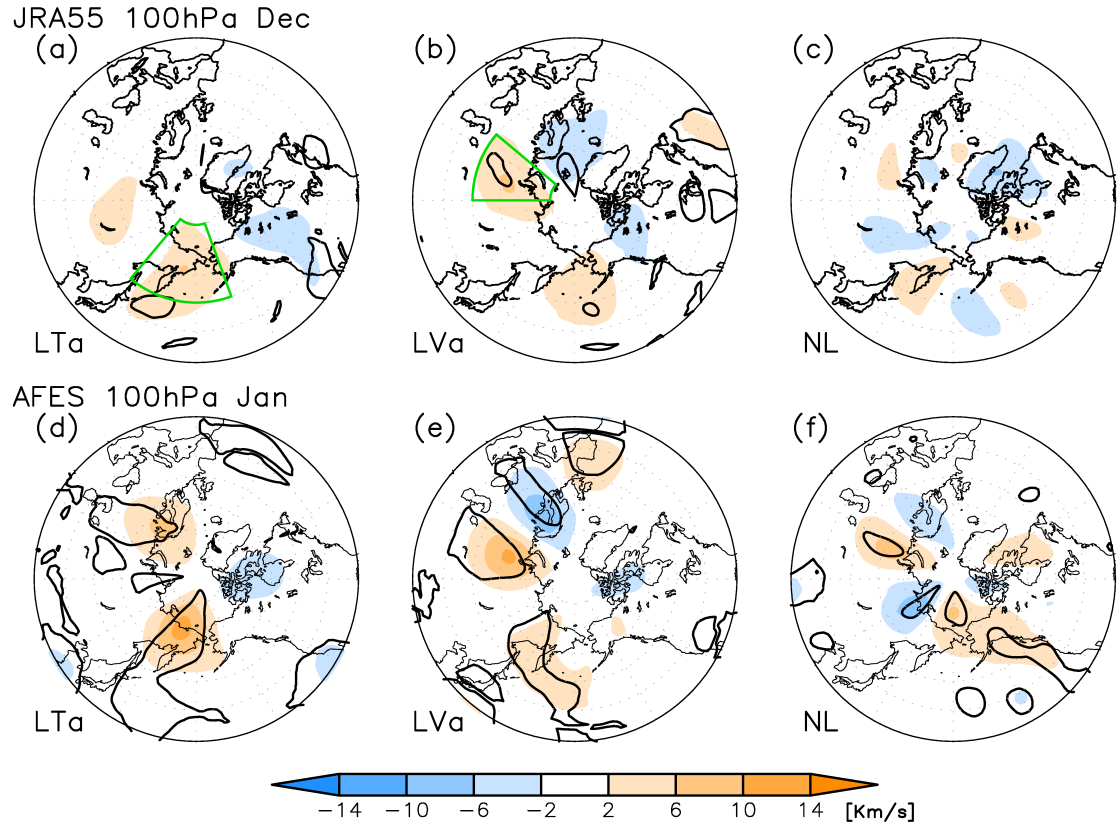 JRA55 100hPa Dec
(a) (b) (c)
LTa LVa NL
AFES 100hPa Jan
(d) (e) (f)
LTa LVa NL
−14 −10 −6 −2 2 6 10 14 [Km/s]